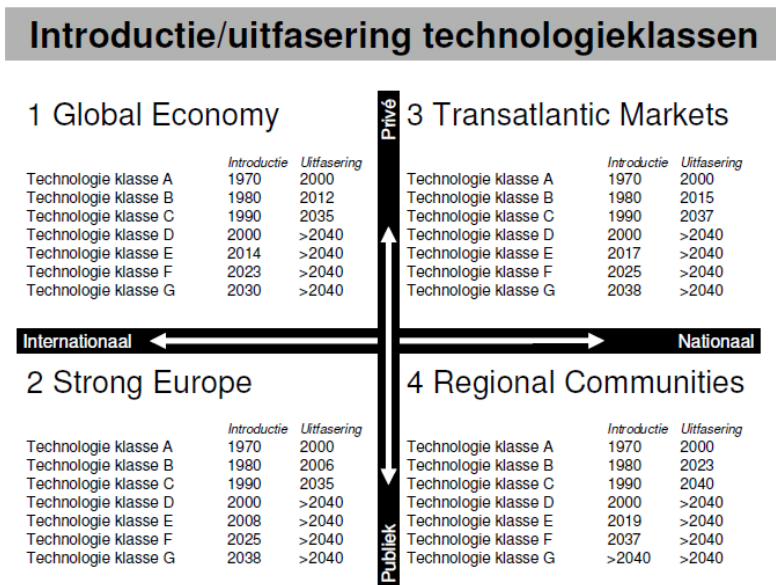 Introductie/uitfasering technologieklassen
1 Global Economy
Introductie Uitfasering
Technologie klasse A 1970 2000
Technologie klasse B 1980 2012
Technologie klasse C 1990 2035
Technologie klasse D 2000 >2040
Technologie klasse E 2014 >2040
Technologie klasse F 2023 >2040
Technologie klasse G 2030 >2040
Privé
3 Transatlantic Markets
Introductie Uitfasering
Technologie klasse A 1970 2000
Technologie klasse B 1980 2015
Technologie klasse C 1990 2037
Technologie klasse D 2000 >2040
Technologie klasse E 2017 >2040
Technologie klasse F 2025 >2040
Technologie klasse G 2038 >2040
Internationaal
Nationaal
2 Strong Europe
Introductie Uitfasering
Technologie klasse A 1970 2000
Technologie klasse B 1980 2006
Technologie klasse C 1990 2035
Technologie klasse D 2000 >2040
Technologie klasse E 2008 >2040
Technologie klasse F 2025 >2040
Technologie klasse G 2038 >2040
Publiek
4 Regional Communities
Introductie Uitfasering
Technologie klasse A 1970 2000
Technologie klasse B 1980 2023
Technologie klasse C 1990 2040
Technologie klasse D 2000 >2040
Technologie klasse E 2019 >2040
Technologie klasse F 2037 >2040
Technologie klasse G >2040 >2040